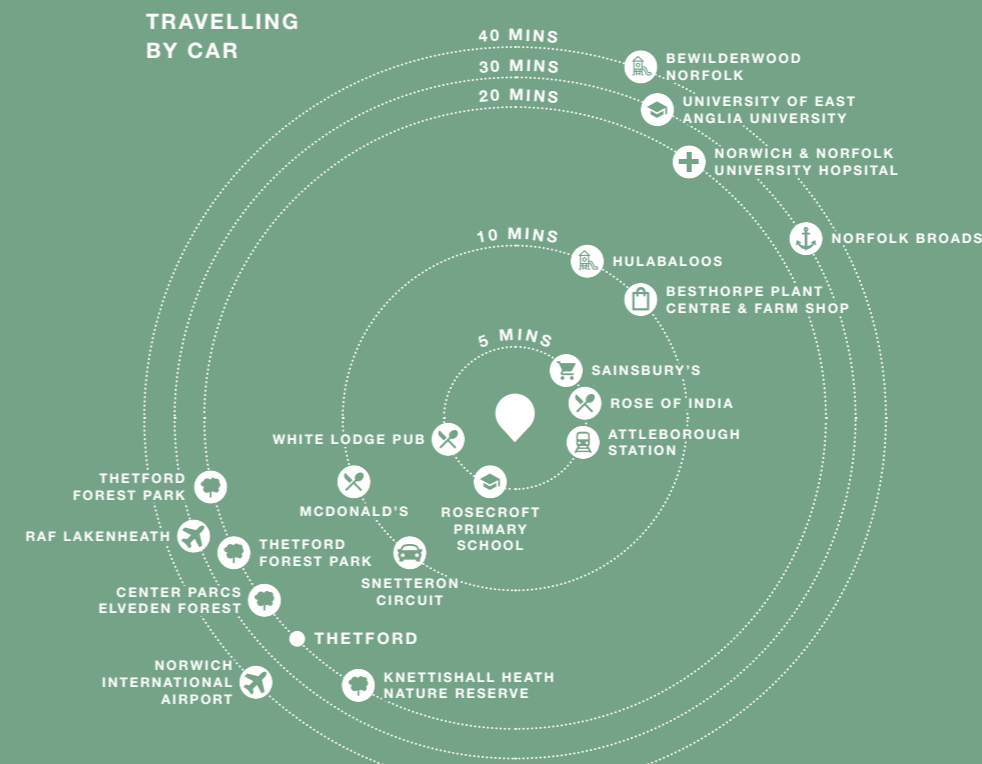 TRAVELLING
BY CAR
40 MINS
30 MINS
20 MINS
BEWILDERWOOD
NORFOLK
UNIVERSITY OF EAST
ANGLIA UNIVERSITY
NORWICH & NORFOLK
UNIVERSITY HOPSITAL
NORFOLK BROADS
10 MINS
HULABALOOS
BESTHORPE PLANT
CENTRE & FARM SHOP
5 MINS
SAINSBURY'S
ROSE OF INDIA
ATTLEBOROUGH
STATION
WHITE LODGE PUB
MCDONALD'S
ROSECROFT
PRIMARY
SCHOOL
THETFORD
FOREST PARK
RAF LAKENHEATH
THETFORD
FOREST PARK
SNETTERON
CIRCUIT
CENTER PARCS
ELVEDEN FOREST
THETFORD
NORWICH
INTERNATIONAL
AIRPORT
KNETTISHALL HEATH
NATURE RESERVE